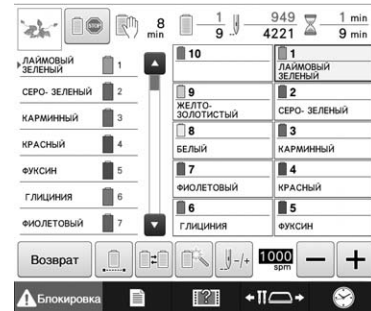 8 min
1 9
949 4221
1 min 9 min
ЛАЙМОВЫЙ ЗЕЛЕНЫЙ 1
СЕРО- ЗЕЛЕНЫЙ 2
КАРМИННЫЙ 3
КРАСНЫЙ 4
ФУКСИН 5
ГЛИЦИНИЯ 6
ФИОЛЕТОВЫЙ 7
10
1 ЛАЙМОВЫЙ ЗЕЛЕНЫЙ
9 ЖЕЛТО- ЗОЛОТИСТЫЙ
2 СЕРО- ЗЕЛЕНЫЙ
8 БЕЛЫЙ
3 КАРМИННЫЙ
7 ФИОЛЕТОВЫЙ
4 КРАСНЫЙ
6 ГЛИЦИНИЯ
5 ФУКСИН
Возврат
-/+
1000 spm
− +
Блокировка
?